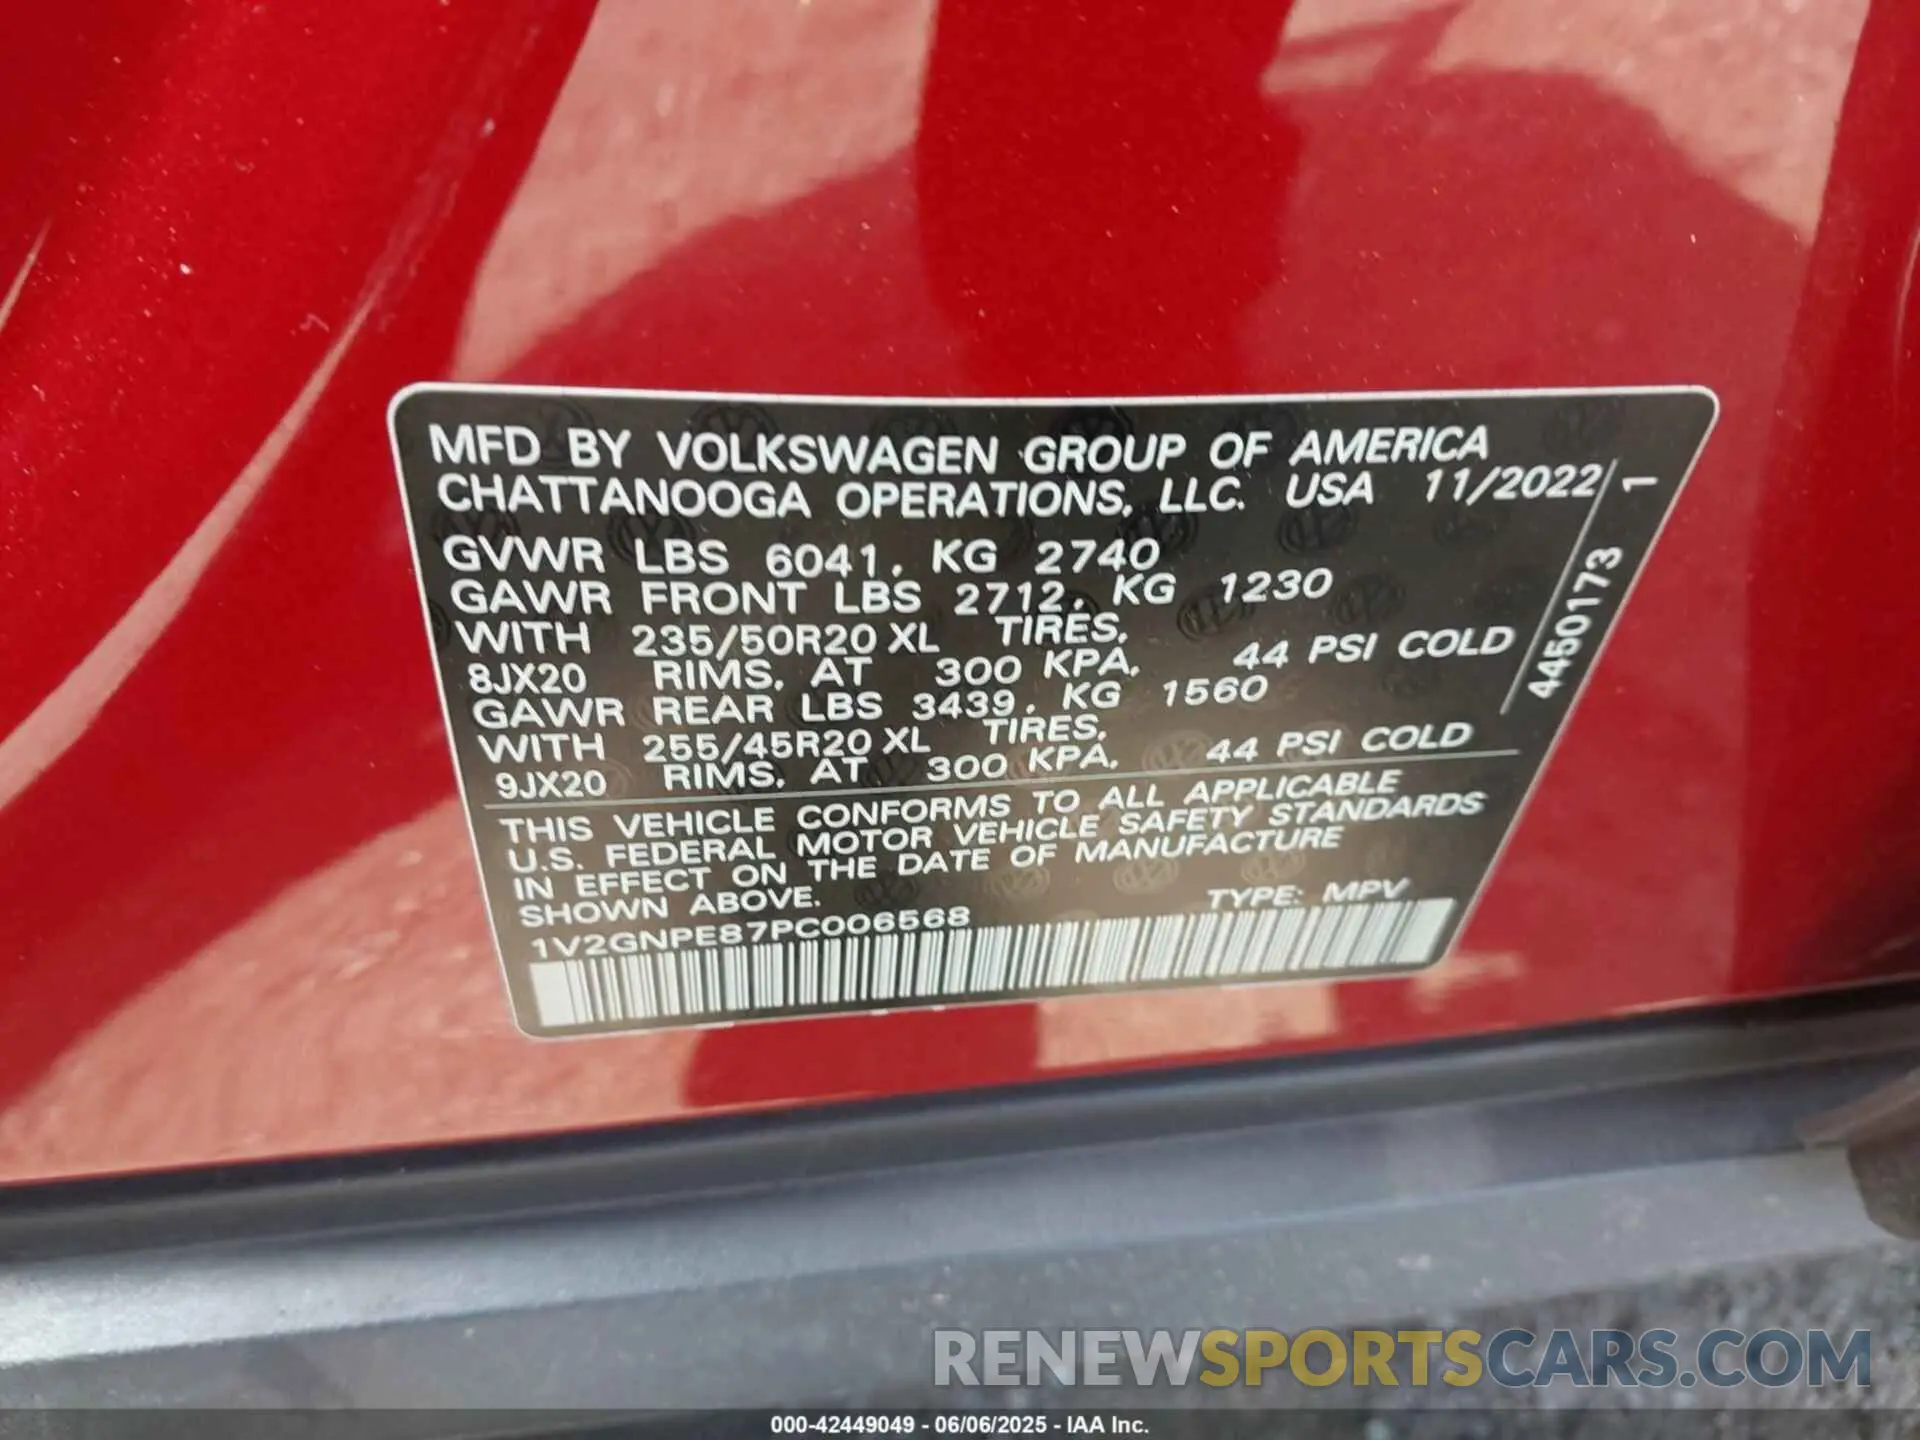 MFD BY VOLKSWAGEN GROUP OF AMERICA
CHATTANOOGA OPERATIONS, LLC. USA 11/2022
GVWR LBS 6041, KG 2740
GAWR FRONT LBS 2712, KG 1230
WITH 235/50R20 XL TIRES,
8JX20 RIMS, AT 300 KPA, 44 PSI COLD
GAWR REAR LBS 3439, KG 1560
WITH 255/45R20 XL TIRES,
9JX20 RIMS, AT 300 KPA, 44 PSI COLD
THIS VEHICLE CONFORMS TO ALL APPLICABLE
U.S. FEDERAL MOTOR VEHICLE SAFETY STANDARDS
IN EFFECT ON THE DATE OF MANUFACTURE
SHOWN ABOVE. TYPE: MPV
1V2GNPE87PC006568
4450173 1
RENEWSPORTSCARS.COM
000-42449049 - 06/06/2025 - IAA Inc.